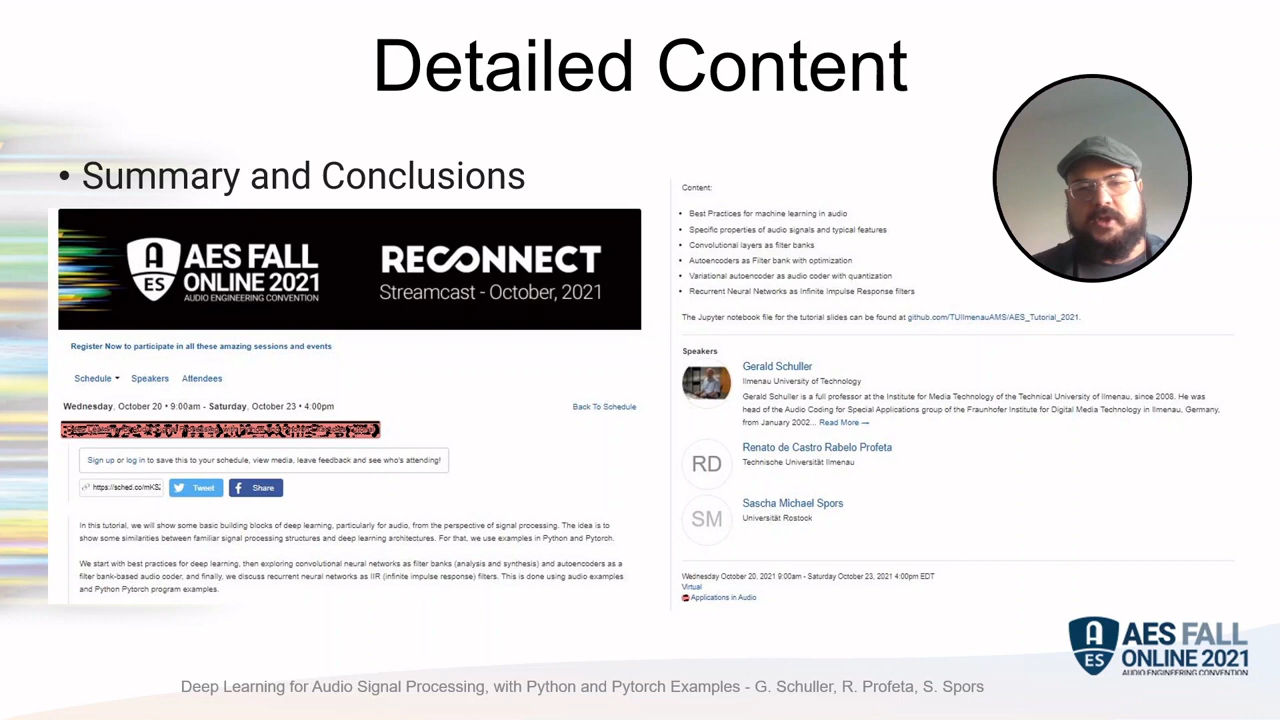 Detailed Content
• Summary and Conclusions
AES
AES FALL
ONLINE 2021
AUDIO ENGINEERING CONVENTION
RECONNECT
Streamcast - October, 2021
Register Now to participate in all these amazing sessions and events
Schedule Speakers Attendees
Wednesday, October 20 • 9:00am - Saturday, October 23 • 4:00pm
Back To Schedule
Sign up or log in to save this to your schedule, view media, leave feedback and see who's attending!
Tweet
f Share
In this tutorial, we will show some basic building blocks of deep learning, particularly for audio, from the perspective of signal processing. The idea is to
show some similarities between familiar signal processing structures and deep learning architectures. For that, we use examples in Python and Pytorch.
We start with best practices for deep learning, then exploring convolutional neural networks as filter banks (analysis and synthesis) and autoencoders as a
filter bank-based audio coder, and finally, we discuss recurrent neural networks as IIR (infinite impulse response) filters. This is done using audio examples
and Python Pytorch program examples.
Content:
• Best Practices for machine learning in audio
• Specific properties of audio signals and typical features
• Convolutional layers as filter banks
• Autoencoders as Filter bank with optimization
• Variational autoencoder as audio coder with quantization
• Recurrent Neural Networks as Infinite Impulse Response filters
The Jupyter notebook file for the tutorial slides can be found at github.com/TUIlmenauAMS/AES_Tutorial_2021.
Speakers
Gerald Schuller
Ilmenau University of Technology
Gerald Schuller is a full professor at the Institute for Media Technology of the Technical University of Ilmenau, since 2008. He was
head of the Audio Coding for Special Applications group of the Fraunhofer Institute for Digital Media Technology in Ilmenau, Germany,
from January 2002... Read More →
RD
Renato de Castro Rabelo Profeta
Technische Universität Ilmenau
SM
Sascha Michael Spors
Universität Rostock
Wednesday October 20, 2021 9:00am - Saturday October 23, 2021 4:00pm EDT
Virtual
Applications in Audio
AES
AES FALL
ONLINE 2021
AUDIO ENGINEERING CONVENTION
Deep Learning for Audio Signal Processing, with Python and Pytorch Examples - G. Schuller, R. Profeta, S. Spors